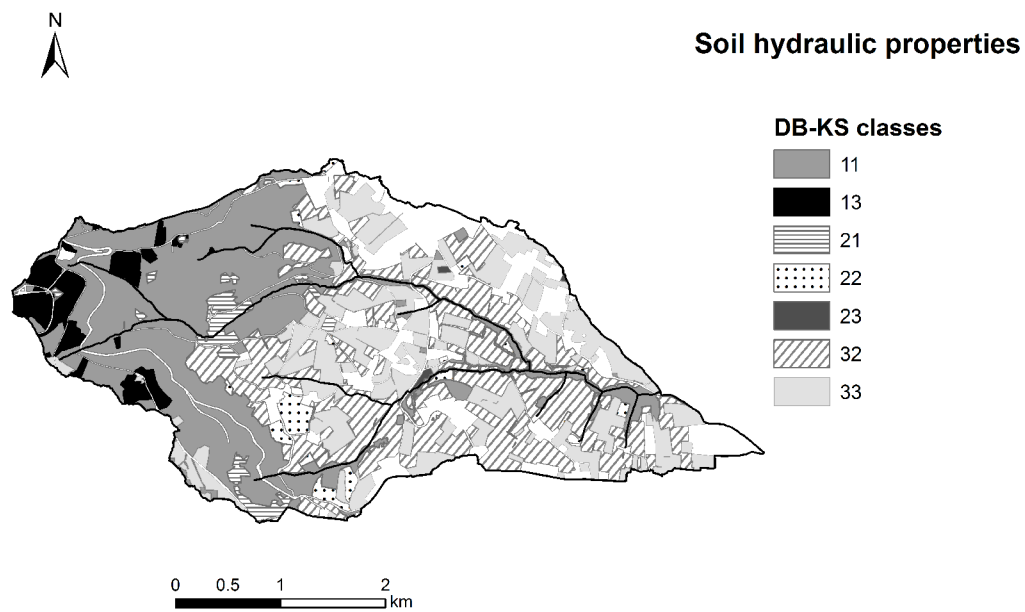 N
Soil hydraulic properties
DB-KS classes
11
13
21
22
23
32
33
0 0.5 1 2
km